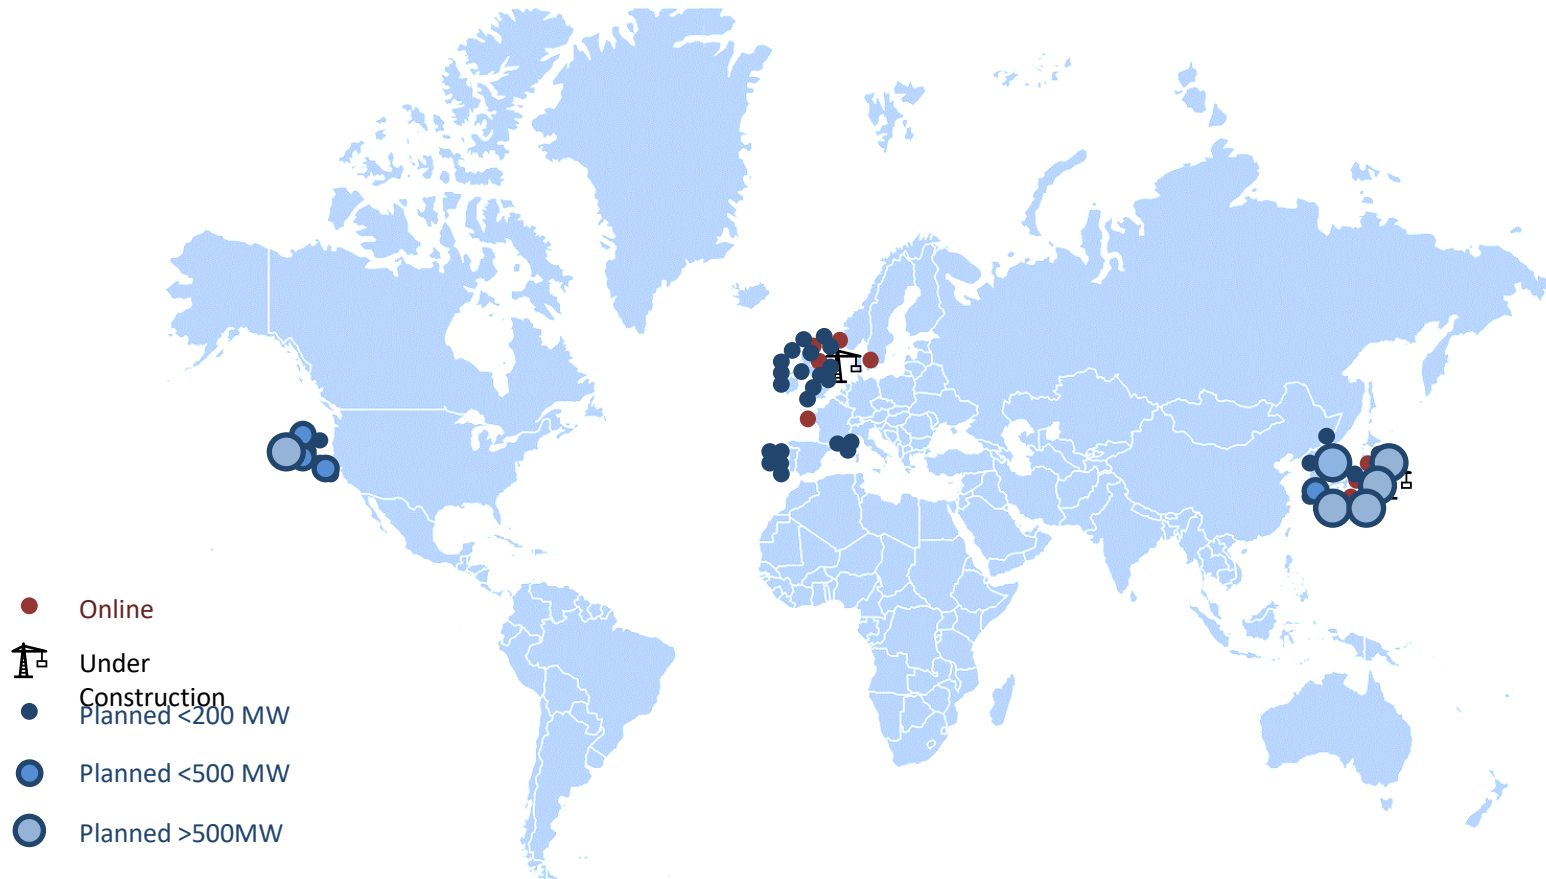 Online
Under
Construction
Planned <200 MW
Planned <500 MW
Planned >500MW